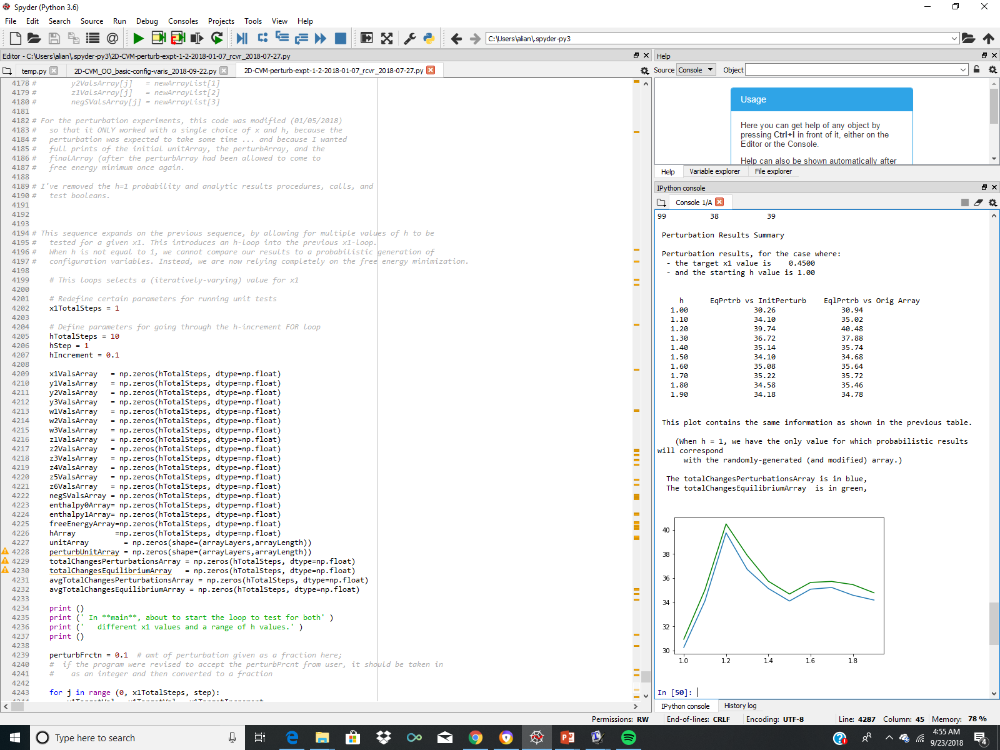 Spyder (Python 3.6)
File Edit Search Source Run Debug Consoles Projects Tools View Help
C:\Users\alian\.spyder-py3
Editor - C:\Users\alian\.spyder-py3\2D-CVM-perturb-expt-1-2-2018-01-07_rcvr_2018-07-27.py
temp.py 2D-CVM_OO_basic-config-varis_2018-09-22.py 2D-CVM-perturb-expt-1-2-2018-01-07_rcvr_2018-07-27.py
4178 # y2ValsArray[j] = newArrayList[1]
4179 # z1ValsArray[j] = newArrayList[2]
4180 # negSValsArray[j] = newArrayList[3]
4181
4182 # For the perturbation experiments, this code was modified (01/05/2018)
4183 # so that it ONLY worked with a single choice of x and h, because the
4184 # perturbation was expected to take some time ... and because I wanted
4185 # full prints of the initial unitArray, the perturbArray, and the
4186 # finalArray (after the perturbArray had been allowed to come to
4187 # free energy minimum once again.
4188
4189 # I've removed the h=1 probability and analytic results procedures, calls, and
4190 # test booleans.
4191
4192
4193
4194 # This sequence expands on the previous sequence, by allowing for multiple values of h to be
4195 # tested for a given x1. This introduces an h-loop into the previous x1-loop.
4196 # When h is not equal to 1, we cannot compare our results to a probabilistic generation of
4197 # configuration variables. Instead, we are now relying completely on the free energy minimization.
4198
4199 # This loops selects a (iteratively-varying) value for x1
4200
4201 # Redefine certain parameters for running unit tests
4202 x1TotalSteps = 1
4203
4204 # Define parameters for going through the h-increment FOR loop
4205 hTotalSteps = 10
4206 hStep = 1
4207 hIncrement = 0.1
4208
4209 x1ValsArray = np.zeros(hTotalSteps, dtype=np.float)
4210 y1ValsArray = np.zeros(hTotalSteps, dtype=np.float)
4211 y2ValsArray = np.zeros(hTotalSteps, dtype=np.float)
4212 y3ValsArray = np.zeros(hTotalSteps, dtype=np.float)
4213 w1ValsArray = np.zeros(hTotalSteps, dtype=np.float)
4214 w2ValsArray = np.zeros(hTotalSteps, dtype=np.float)
4215 w3ValsArray = np.zeros(hTotalSteps, dtype=np.float)
4216 z1ValsArray = np.zeros(hTotalSteps, dtype=np.float)
4217 z2ValsArray = np.zeros(hTotalSteps, dtype=np.float)
4218 z3ValsArray = np.zeros(hTotalSteps, dtype=np.float)
4219 z4ValsArray = np.zeros(hTotalSteps, dtype=np.float)
4220 z5ValsArray = np.zeros(hTotalSteps, dtype=np.float)
4221 z6ValsArray = np.zeros(hTotalSteps, dtype=np.float)
4222 negSValsArray = np.zeros(hTotalSteps, dtype=np.float)
4223 enthalpy0Array= np.zeros(hTotalSteps, dtype=np.float)
4224 enthalpy1Array= np.zeros(hTotalSteps, dtype=np.float)
4225 freeEnergyArray=np.zeros(hTotalSteps, dtype=np.float)
4226 hArray =np.zeros(hTotalSteps, dtype=np.float)
4227 unitArray = np.zeros(shape=(arrayLayers,arrayLength))
4228 perturbUnitArray = np.zeros(shape=(arrayLayers,arrayLength))
4229 totalChangesPerturbationsArray = np.zeros(hTotalSteps, dtype=np.float)
4230 totalChangesEquilibriumArray = np.zeros(hTotalSteps, dtype=np.float)
4231 avgTotalChangesPerturbationsArray = np.zeros(hTotalSteps, dtype=np.float)
4232 avgTotalChangesEquilibriumArray = np.zeros(hTotalSteps, dtype=np.float)
4233
4234 print ()
4235 print (' In **main**, about to start the loop to test for both' )
4236 print (' different x1 values and a range of h values.' )
4237 print ()
4238
4239 perturbFrctn = 0.1 # amt of perturbation given as a fraction here;
4240 # if the program were revised to accept the perturbPrcnt from user, it should be taken in
4241 # as an integer and then converted to a fraction
4242
4243 for j in range (0, x1TotalSteps, step):
Help
Source Console Object
Usage
Here you can get help of any object by
pressing Ctrl+I in front of it, either on the
Editor or the Console.
Help can also be shown automatically after
Help Variable explorer File explorer
IPython console
Console 1/A
99 38 39
Perturbation Results Summary
Perturbation results, for the case where:
- the target x1 value is 0.4500
- and the starting h value is 1.00
h EqPrtrb vs InitPerturb EqlPrtrb vs Orig Array
1.00 30.26 30.94
1.10 34.10 35.02
1.20 39.74 40.48
1.30 36.72 37.88
1.40 35.14 35.74
1.50 34.10 34.68
1.60 35.08 35.64
1.70 35.22 35.72
1.80 34.58 35.46
1.90 34.18 34.78
This plot contains the same information as shown in the previous table.
(When h = 1, we have the only value for which probabilistic results
will correspond
with the randomly-generated (and modified) array.)
The totalChangesPerturbationsArray is in blue,
The totalChangesEquilibriumArray is in green,
40
38
36
34
32
30
1.0 1.2 1.4 1.6 1.8
In [50]:
IPython console History log
Permissions: RW End-of-lines: CRLF Encoding: UTF-8 Line: 4287 Column: 45 Memory: 78 %
Type here to search
4:55 AM
9/23/2018
4